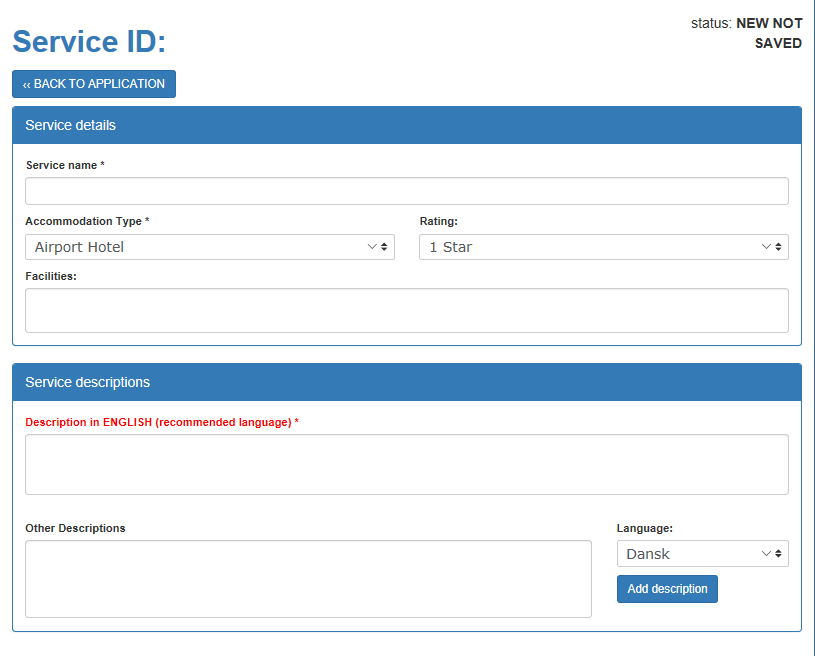 status: NEW NOT
SAVED
Service ID:
‹‹ BACK TO APPLICATION
Service details
Service name *
Accommodation Type *
Rating:
Airport Hotel
1 Star
Facilities:
Service descriptions
Description in ENGLISH (recommended language) *
Other Descriptions
Language:
Dansk
Add description